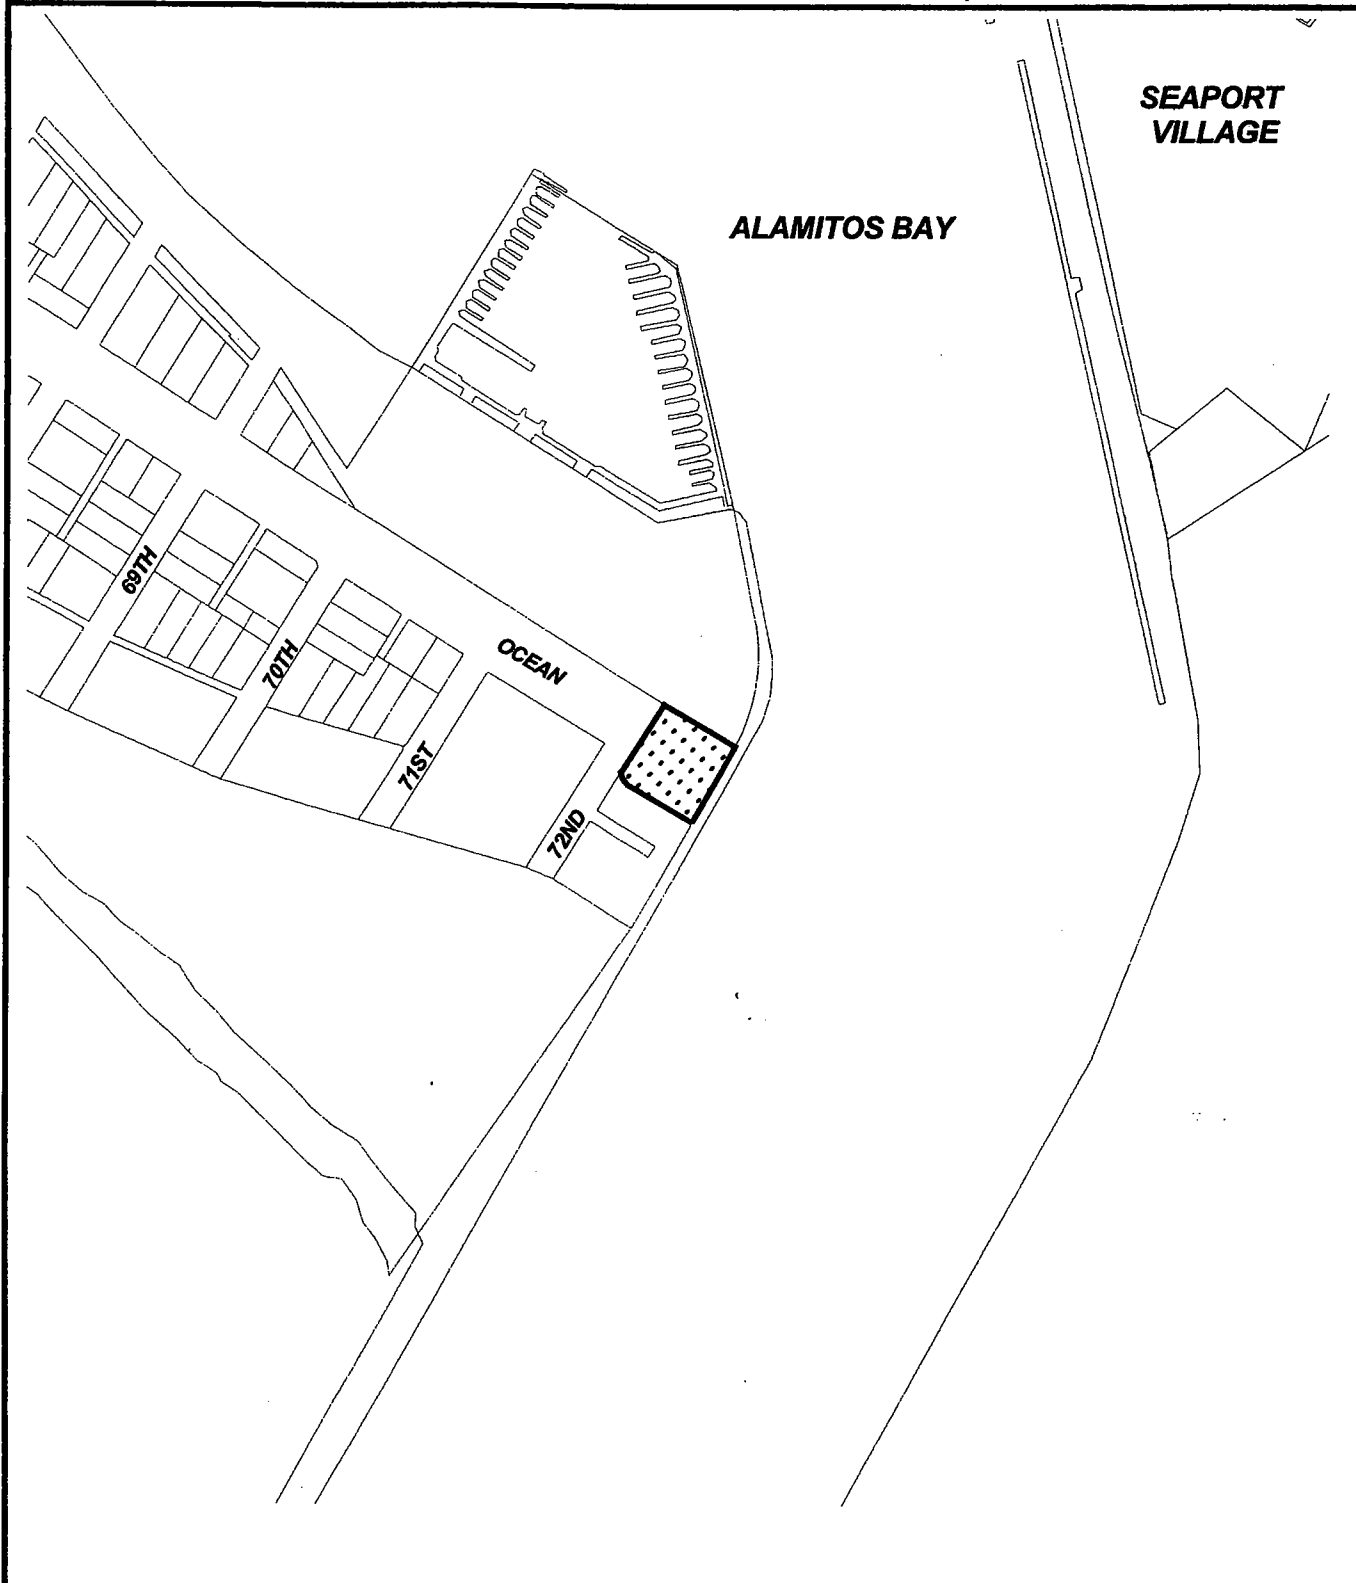 SEAPORT
VILLAGE
ALAMITOS BAY
69TH
70TH
OCEAN
71ST
72ND